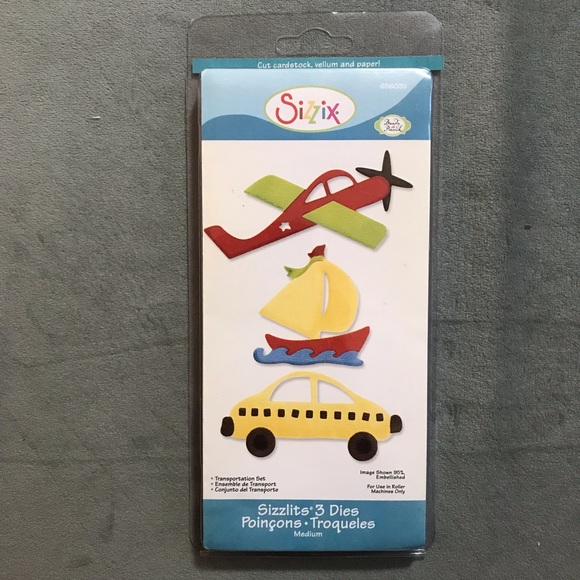 Cut cardstock, vellum and paper!
Sizzix
• Transportation Set
• Ensemble de Transport
• Conjunto del Transporte
Image Shown 90%,
Embellished
For Use in Roller
Machines Only
Sizzlits® 3 Dies
Poinçons • Troqueles
Medium